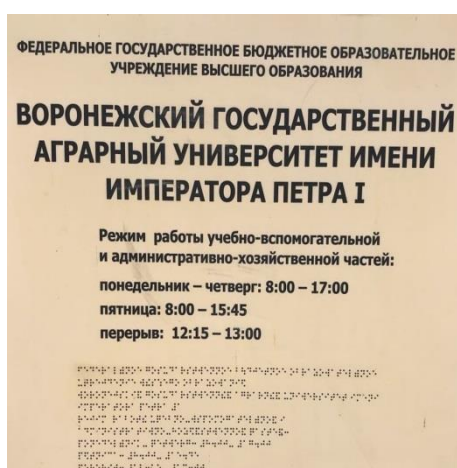 ФЕДЕРАЛЬНОЕ ГОСУДАРСТВЕННОЕ БЮДЖЕТНОЕ ОБРАЗОВАТЕЛЬНОЕ
УЧРЕЖДЕНИЕ ВЫСШЕГО ОБРАЗОВАНИЯ
ВОРОНЕЖСКИЙ ГОСУДАРСТВЕННЫЙ
АГРАРНЫЙ УНИВЕРСИТЕТ ИМЕНИ
ИМПЕРАТОРА ПЕТРА I
Режим работы учебно-вспомогательной
и административно-хозяйственной частей:
понедельник – четверг: 8:00 – 17:00
пятница: 8:00 – 15:45
перерыв: 12:15 – 13:00